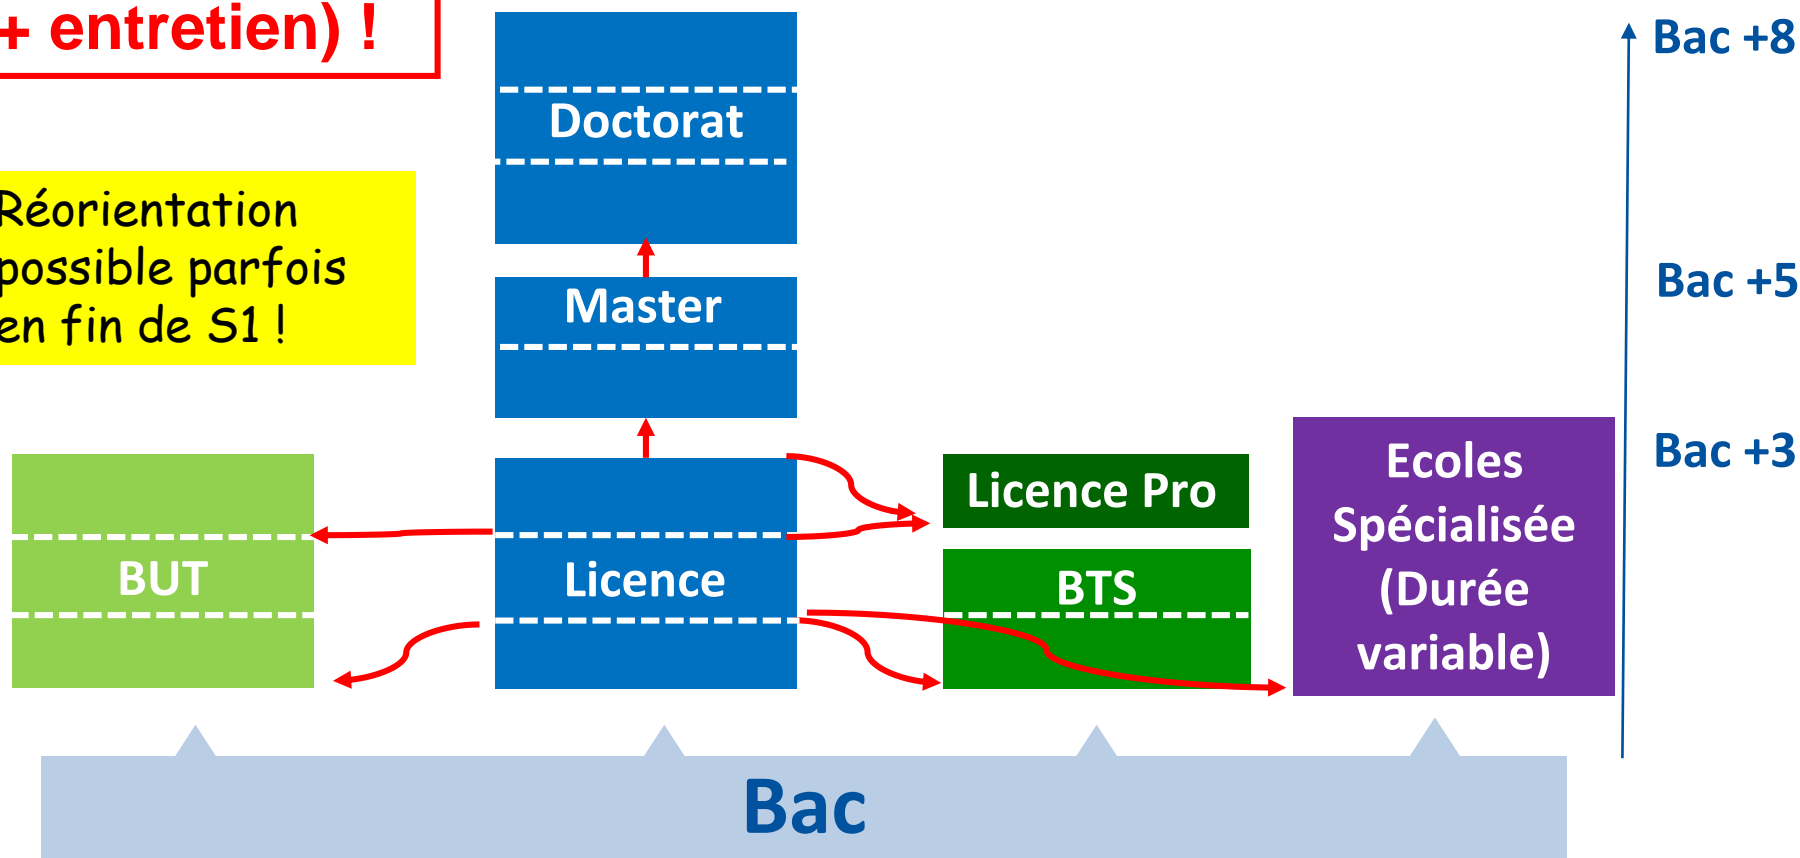 + entretien) !
Réorientation
possible parfois
en fin de S1 !
Doctorat
Master
Licence
BUT
Licence Pro
BTS
Ecoles
Spécialisée
(Durée
variable)
Bac +8
Bac +5
Bac +3
Bac